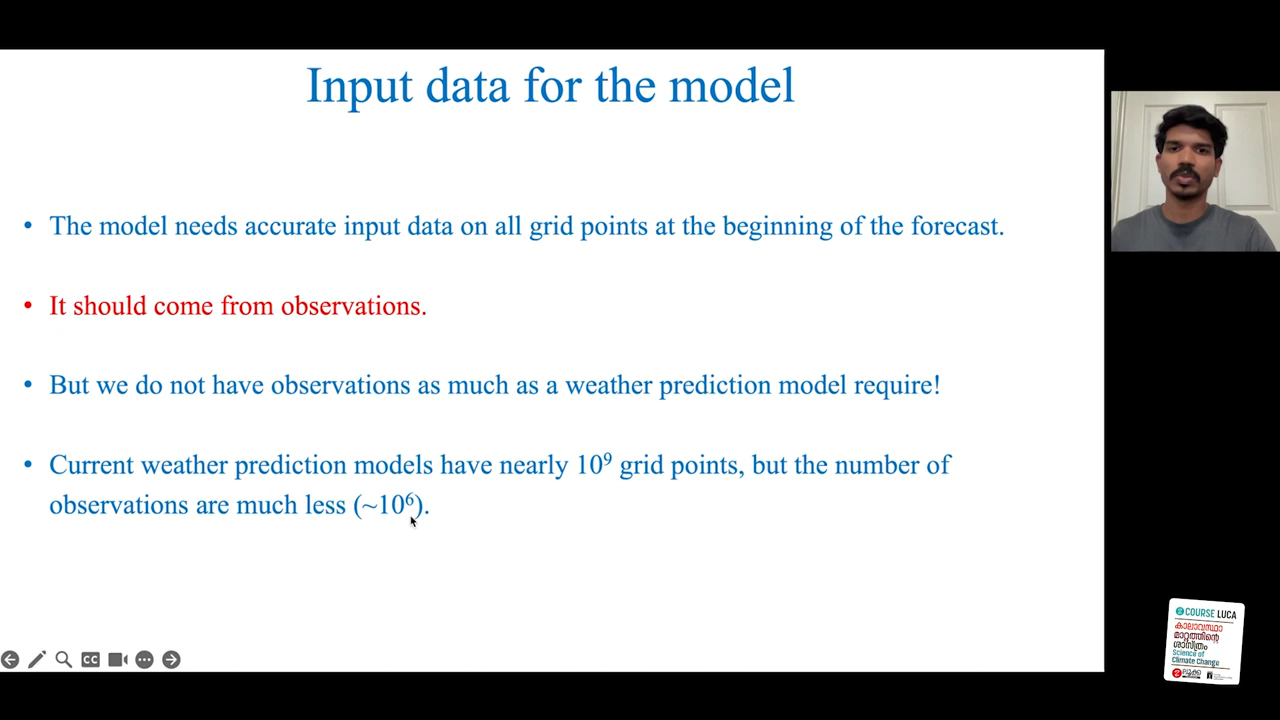 Input data for the model
• The model needs accurate input data on all grid points at the beginning of the forecast.
• It should come from observations.
• But we do not have observations as much as a weather prediction model require!
• Current weather prediction models have nearly 10⁹ grid points, but the number of
observations are much less (~10⁶).
CC
COURSE LUCA
കാലാവസ്ഥാ
മാറ്റത്തിന്റെ
ശാസ്ത്രം
Science of
Climate Change
ലൂക്ക